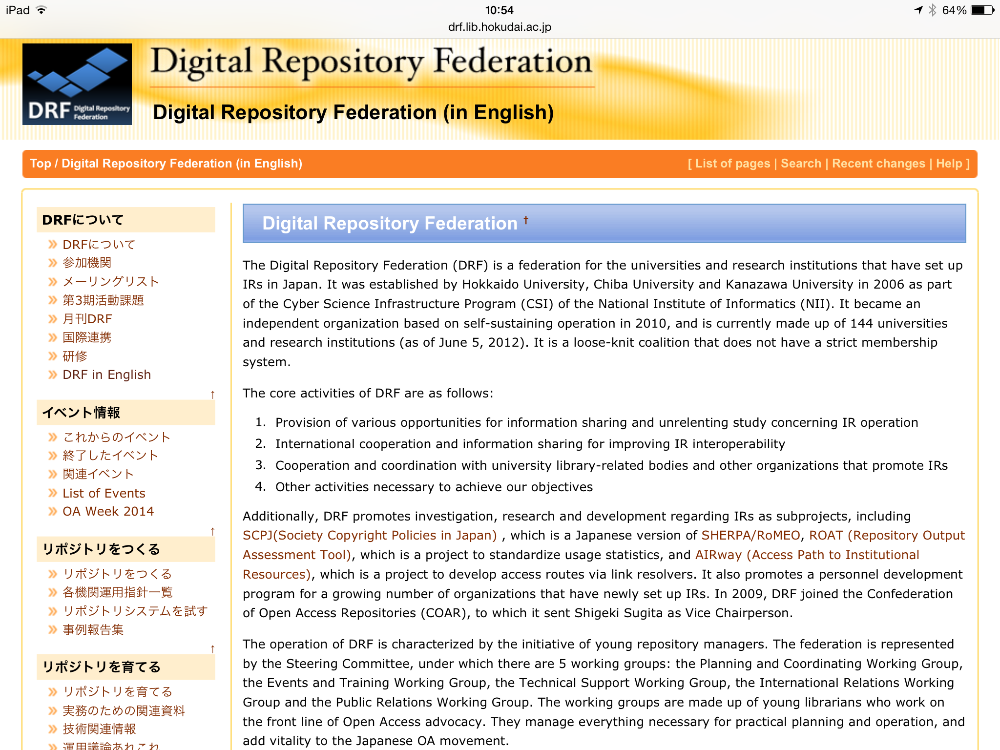 iPad
10:54
64%
drf.lib.hokudai.ac.jp
Digital Repository Federation
DRF Digital Repository
Federation
Digital Repository Federation (in English)
Top / Digital Repository Federation (in English)
[ List of pages | Search | Recent changes | Help ]
DRFについて
DRFについて
参加機関
メーリングリスト
第3期活動課題
月刊DRF
国際連携
研修
DRF in English
↑
イベント情報
これからのイベント
終了したイベント
関連イベント
List of Events
OA Week 2014
↑
リポジトリをつくる
リポジトリをつくる
各機関運用指針一覧
リポジトリシステムを試す
事例報告集
↑
リポジトリを育てる
リポジトリを育てる
実務のための関連資料
技術関連情報
運用議論あれこれ
Digital Repository Federation †
The Digital Repository Federation (DRF) is a federation for the universities and research institutions that have set up
IRs in Japan. It was established by Hokkaido University, Chiba University and Kanazawa University in 2006 as part
of the Cyber Science Infrastructure Program (CSI) of the National Institute of Informatics (NII). It became an
independent organization based on self-sustaining operation in 2010, and is currently made up of 144 universities
and research institutions (as of June 5, 2012). It is a loose-knit coalition that does not have a strict membership
system.
The core activities of DRF are as follows:
1. Provision of various opportunities for information sharing and unrelenting study concerning IR operation
2. International cooperation and information sharing for improving IR interoperability
3. Cooperation and coordination with university library-related bodies and other organizations that promote IRs
4. Other activities necessary to achieve our objectives
Additionally, DRF promotes investigation, research and development regarding IRs as subprojects, including
SCPJ(Society Copyright Policies in Japan) , which is a Japanese version of SHERPA/RoMEO, ROAT (Repository Output
Assessment Tool), which is a project to standardize usage statistics, and AIRway (Access Path to Institutional
Resources), which is a project to develop access routes via link resolvers. It also promotes a personnel development
program for a growing number of organizations that have newly set up IRs. In 2009, DRF joined the Confederation
of Open Access Repositories (COAR), to which it sent Shigeki Sugita as Vice Chairperson.
The operation of DRF is characterized by the initiative of young repository managers. The federation is represented
by the Steering Committee, under which there are 5 working groups: the Planning and Coordinating Working Group,
the Events and Training Working Group, the Technical Support Working Group, the International Relations Working
Group and the Public Relations Working Group. The working groups are made up of young librarians who work on
the front line of Open Access advocacy. They manage everything necessary for practical planning and operation, and
add vitality to the Japanese OA movement.